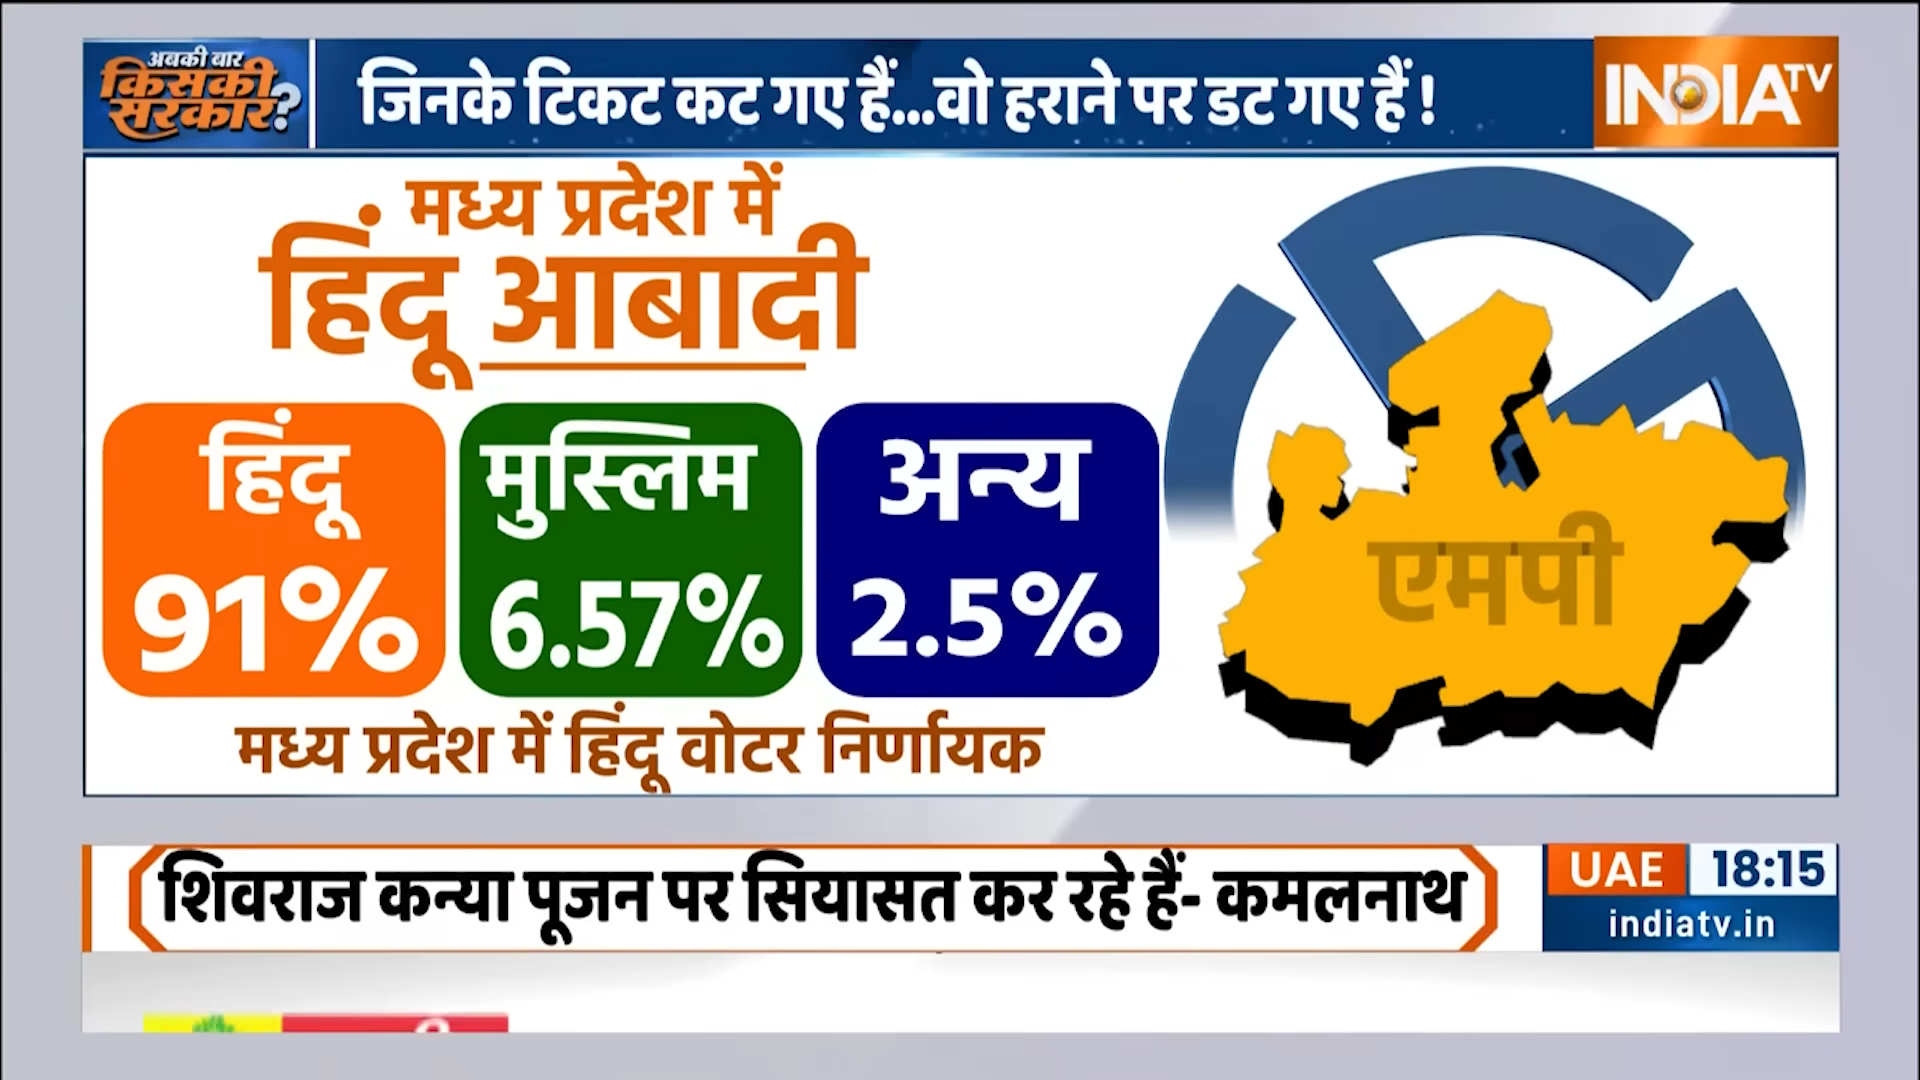 अबकी बार
किसकी
सरकार?
जिनके टिकट कट गए हैं...वो हराने पर डट गए हैं !
INDIA TV
मध्य प्रदेश में
हिंदू आबादी
हिंदू
91%
मुस्लिम
6.57%
अन्य
2.5%
एमपी
मध्य प्रदेश में हिंदू वोटर निर्णायक
शिवराज कन्या पूजन पर सियासत कर रहे हैं- कमलनाथ
UAE 18:15
indiatv.in